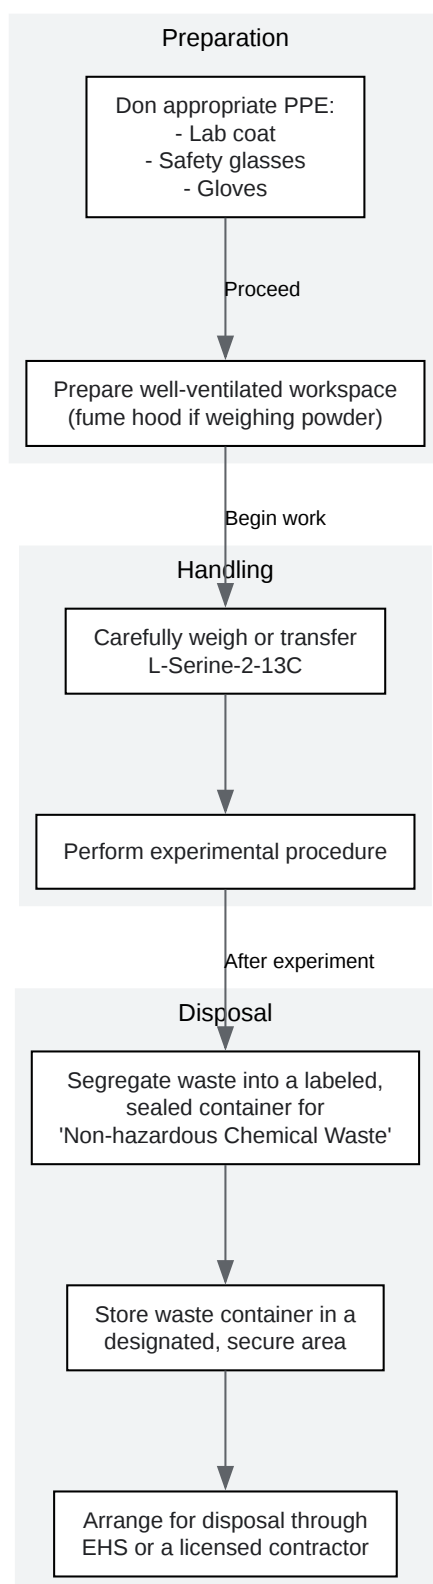 Preparation
Don appropriate PPE:
- Lab coat
- Safety glasses
- Gloves
Proceed
Prepare well-ventilated workspace
(fume hood if weighing powder)
Begin work
Handling
Carefully weigh or transfer
L-Serine-2-13C
Perform experimental procedure
After experiment
Disposal
Segregate waste into a labeled,
sealed container for
'Non-hazardous Chemical Waste'
Store waste container in a
designated, secure area
Arrange for disposal through
EHS or a licensed contractor